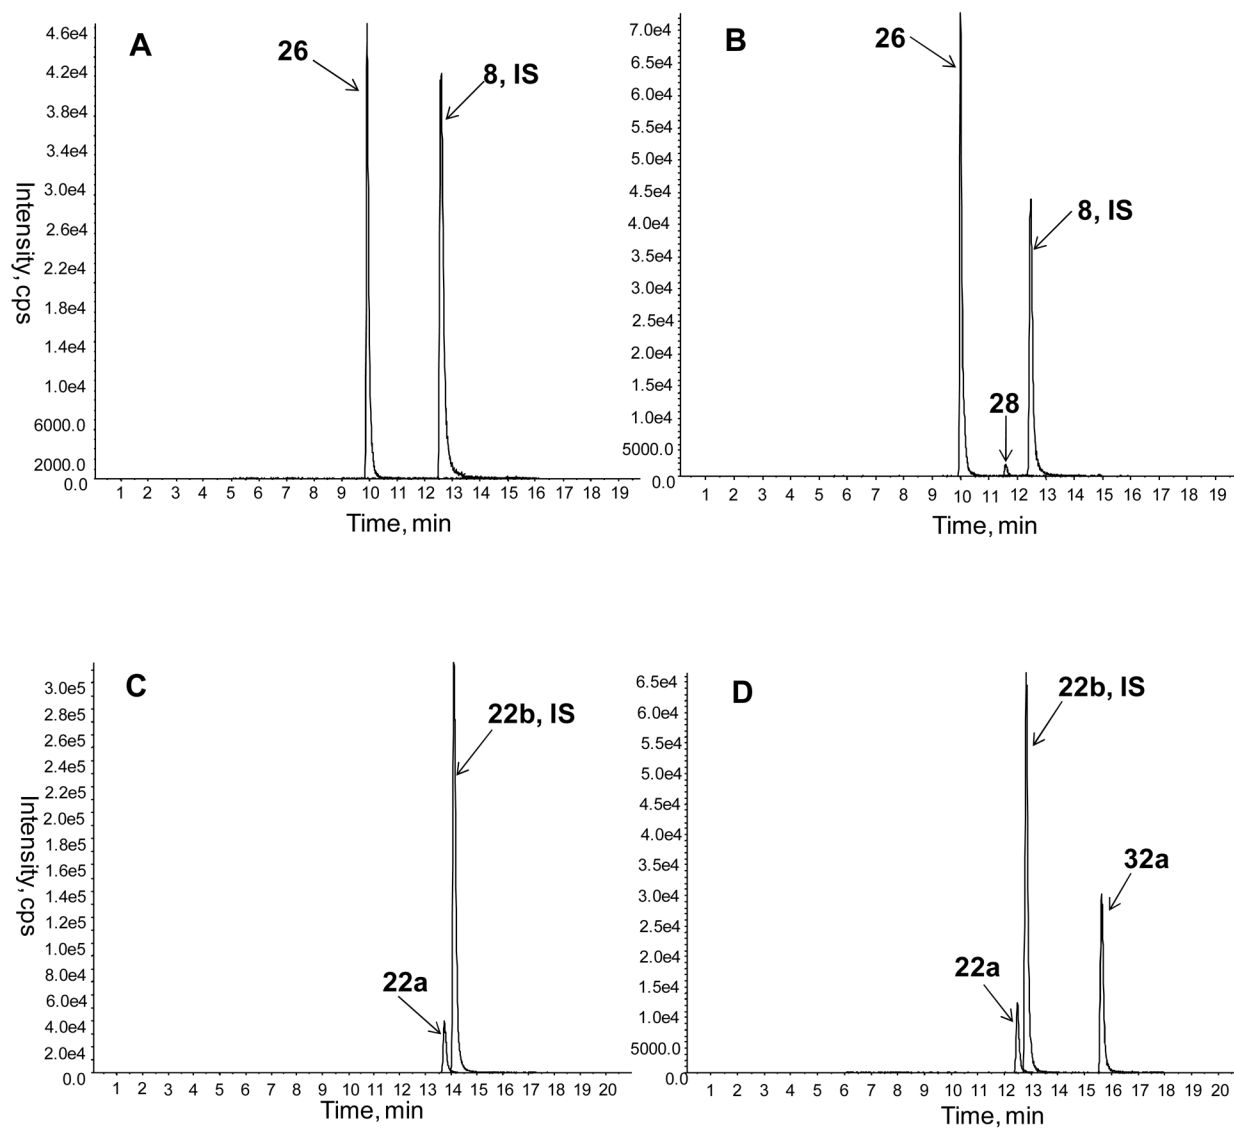 A
26
8, IS
4.6e4
4.2e4
3.8e4
3.4e4
3.0e4
2.6e4
2.2e4
1.8e4
1.4e4
1.0e4
6000.0
2000.0
0.0
Intensity, cps
1 2 3 4 5 6 7 8 9 10 11 12 13 14 15 16 17 18 19
Time, min
B
26
8, IS
28
7.0e4
6.5e4
6.0e4
5.5e4
5.0e4
4.5e4
4.0e4
3.5e4
3.0e4
2.5e4
2.0e4
1.5e4
1.0e4
5000.0
0.0
1 2 3 4 5 6 7 8 9 10 11 12 13 14 15 16 17 18 19
Time, min
C
22b, IS
22a
3.0e5
2.8e5
2.6e5
2.4e5
2.2e5
2.0e5
1.8e5
1.6e5
1.4e5
1.2e5
1.0e5
8.0e4
6.0e4
4.0e4
2.0e4
0.0
Intensity, cps
1 2 3 4 5 6 7 8 9 10 11 12 13 14 15 16 17 18 19 20
Time, min
D
22b, IS
32a
22a
6.5e4
6.0e4
5.5e4
5.0e4
4.5e4
4.0e4
3.5e4
3.0e4
2.5e4
2.0e4
1.5e4
1.0e4
5000.0
0.0
1 2 3 4 5 6 7 8 9 10 11 12 13 14 15 16 17 18 19 20
Time, min